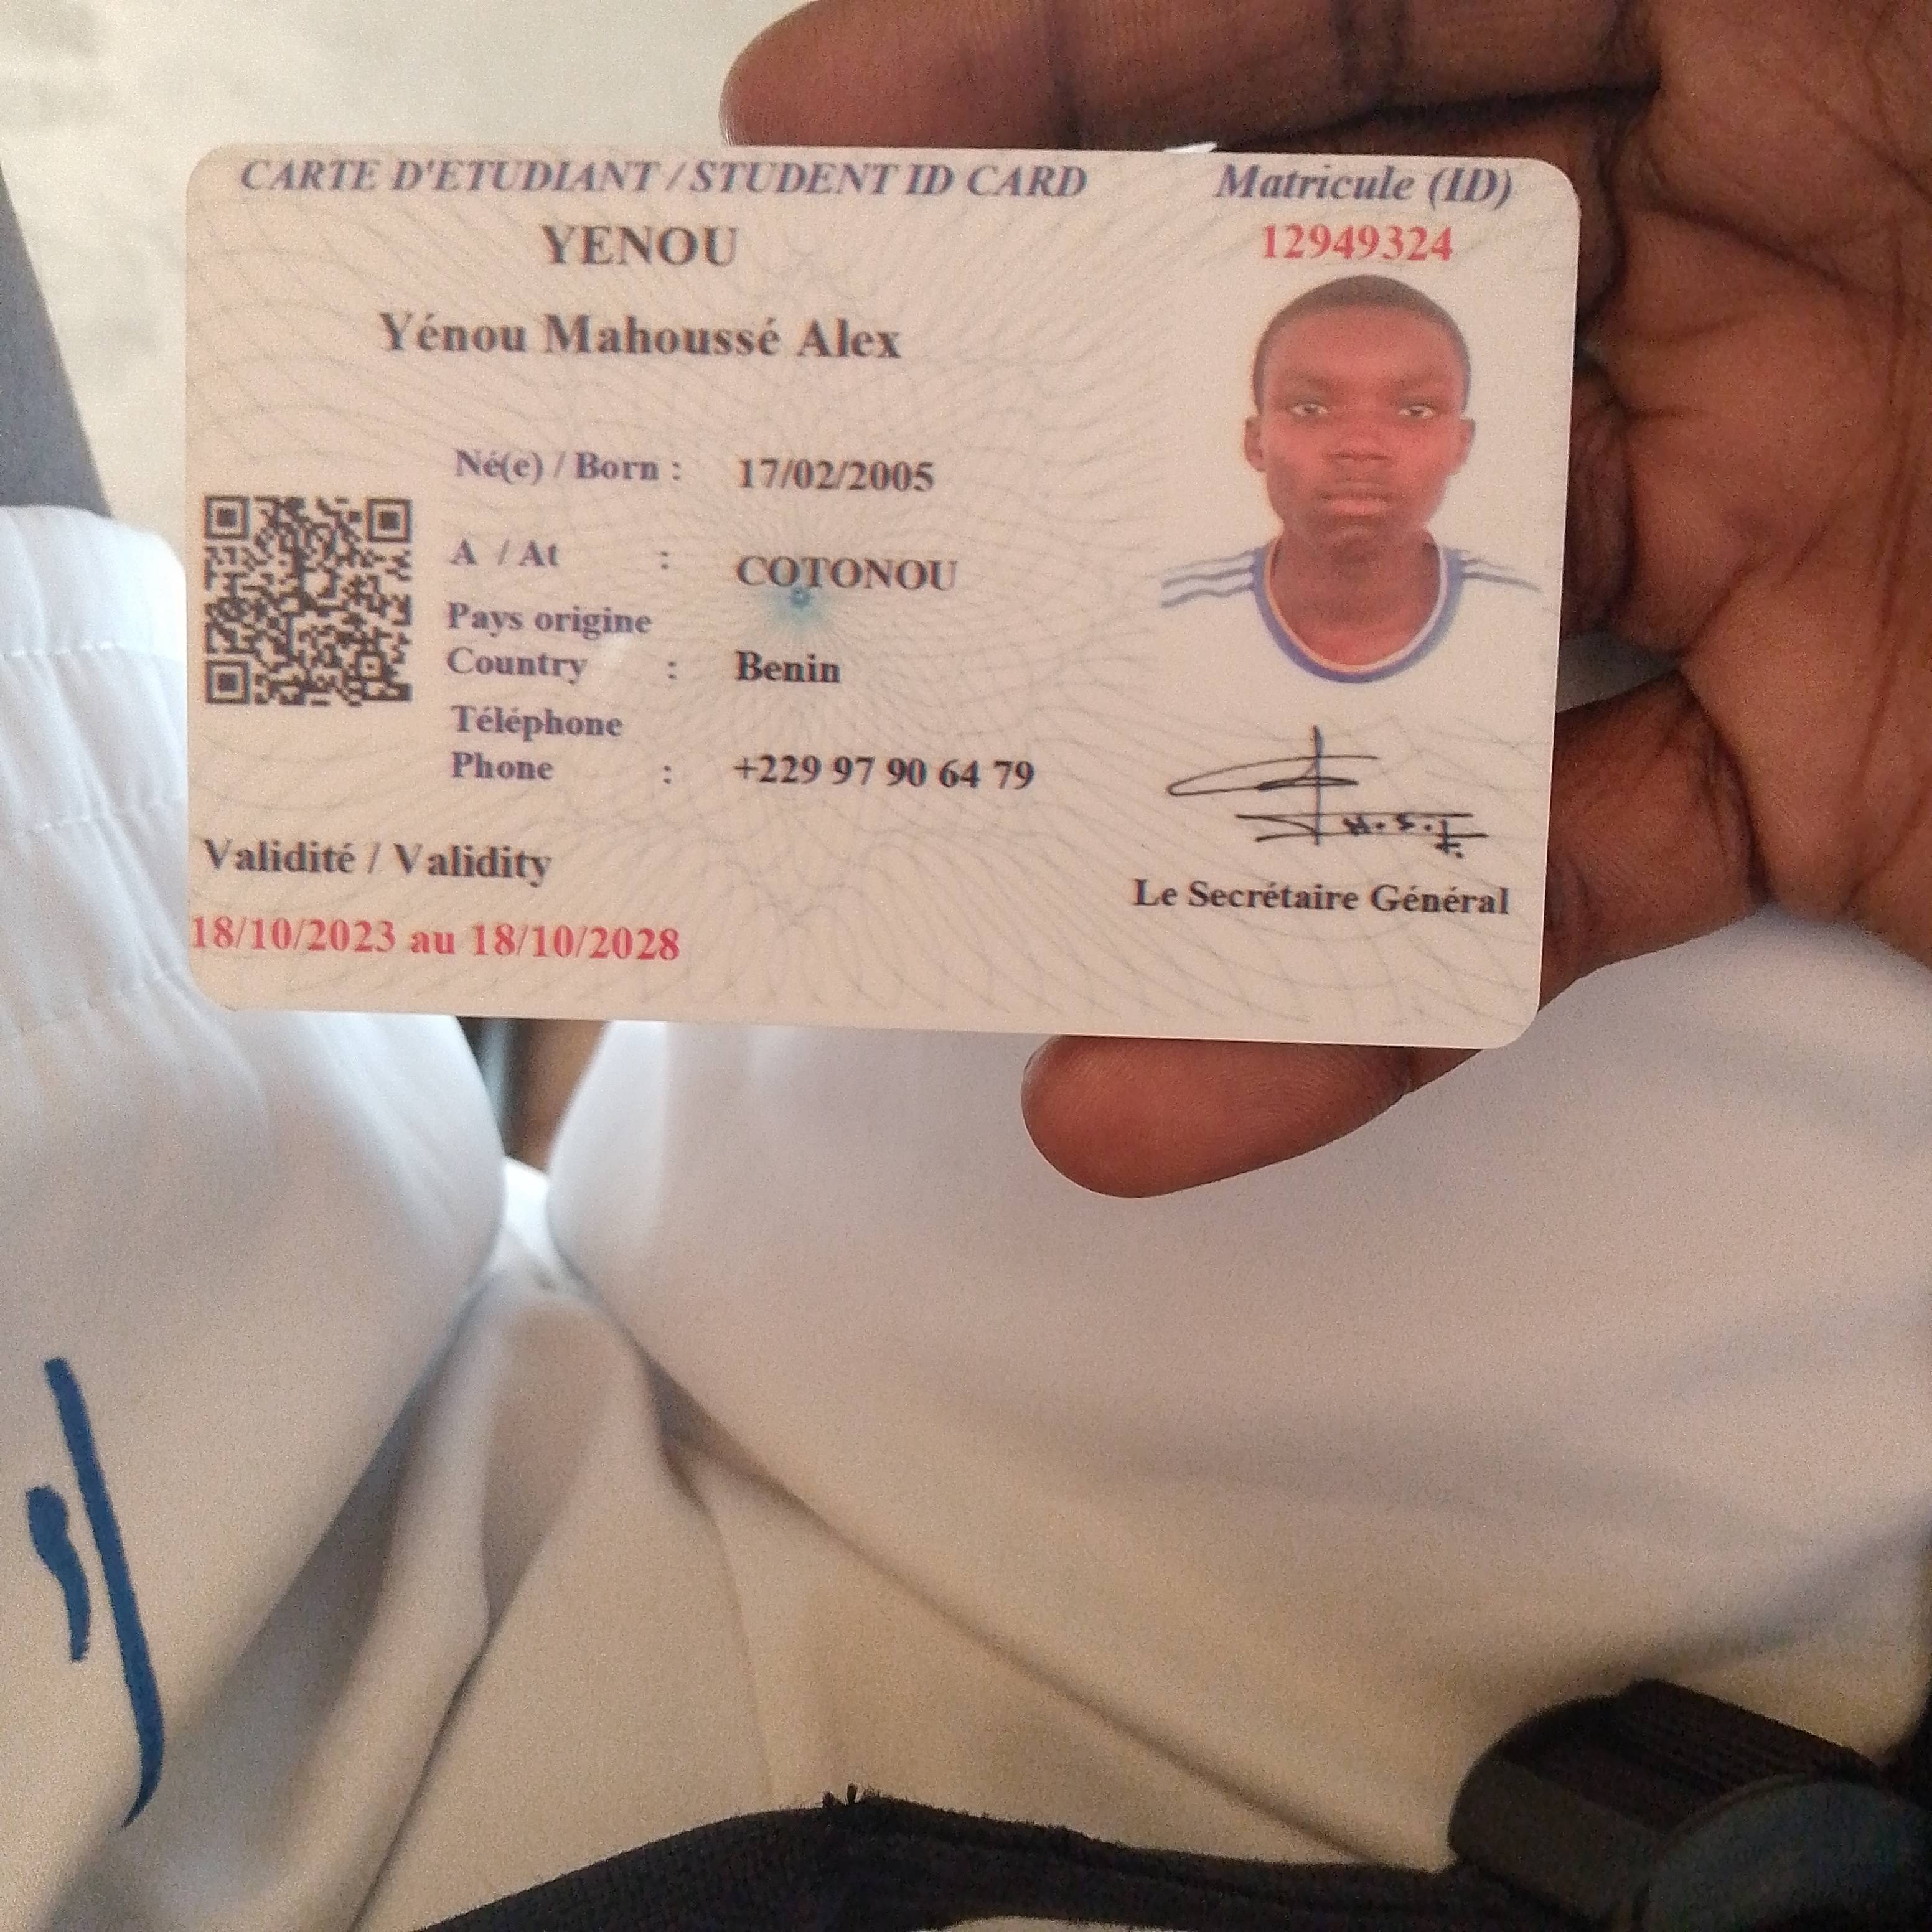 CARTE D'ETUDIANT / STUDENT ID CARD
Matricule (ID)
YENOU
12949324
Yénou Mahoussé Alex
Né(e) / Born : 17/02/2005
A / At : COTONOU
Pays origine
Country : Benin
Téléphone
Phone : +229 97 90 64 79
Validité / Validity
Le Secrétaire Général
18/10/2023 au 18/10/2028